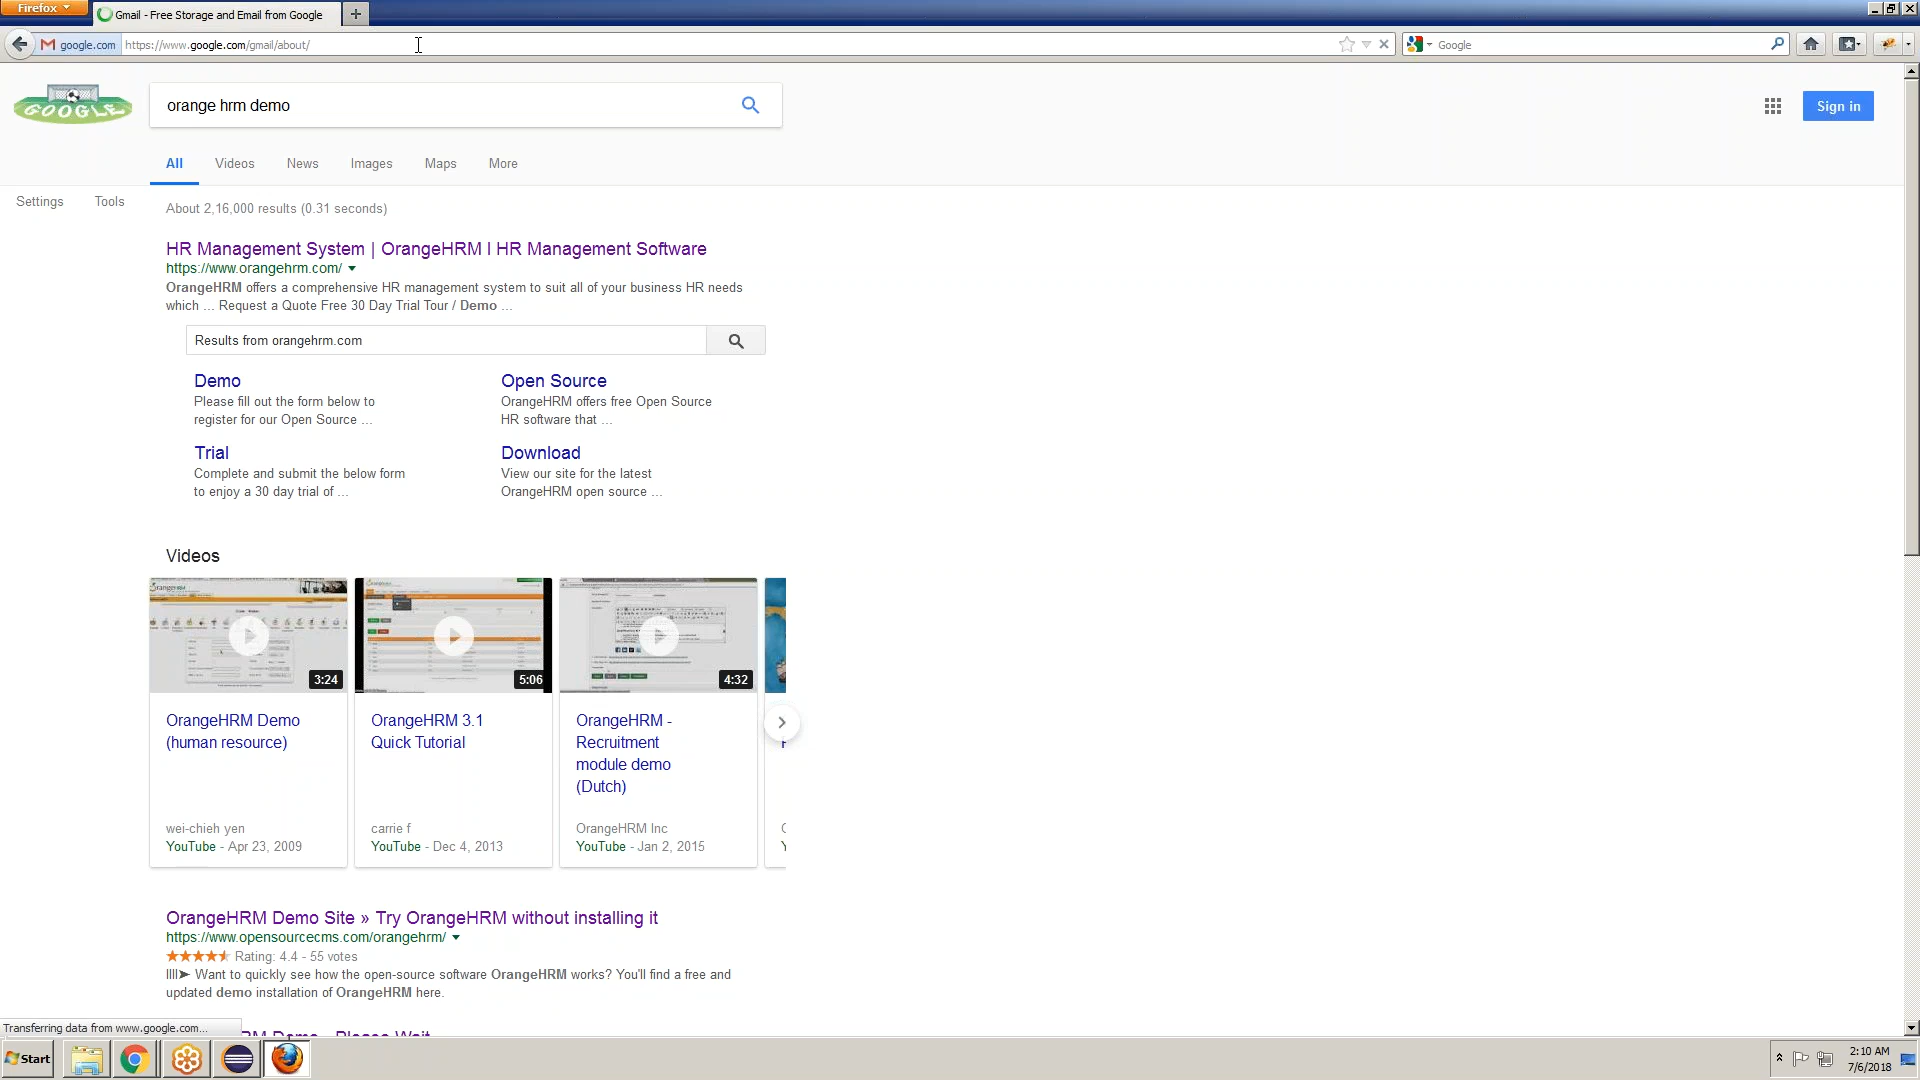 Firefox
Gmail - Free Storage and Email from Google
google.com
https://www.google.com/gmail/about/
Google
GOOGLE
orange hrm demo
Sign in
All
Videos
News
Images
Maps
More
Settings
Tools
About 2,16,000 results (0.31 seconds)
HR Management System | OrangeHRM l HR Management Software
https://www.orangehrm.com/
OrangeHRM offers a comprehensive HR management system to suit all of your business HR needs
which ... Request a Quote Free 30 Day Trial Tour / Demo ...
Results from orangehrm.com
Demo
Please fill out the form below to
register for our Open Source ...
Open Source
OrangeHRM offers free Open Source
HR software that ...
Trial
Complete and submit the below form
to enjoy a 30 day trial of ...
Download
View our site for the latest
OrangeHRM open source ...
Videos
3:24
5:06
4:32
OrangeHRM Demo
(human resource)
wei-chieh yen
YouTube - Apr 23, 2009
OrangeHRM 3.1
Quick Tutorial
carrie f
YouTube - Dec 4, 2013
OrangeHRM -
Recruitment
module demo
(Dutch)
OrangeHRM Inc
YouTube - Jan 2, 2015
OrangeHRM Demo Site » Try OrangeHRM without installing it
https://www.opensourcecms.com/orangehrm/
Rating: 4.4 - 55 votes
llll► Want to quickly see how the open-source software OrangeHRM works? You'll find a free and
updated demo installation of OrangeHRM here.
Transferring data from www.google.com...
Start
2:10 AM
7/6/2018